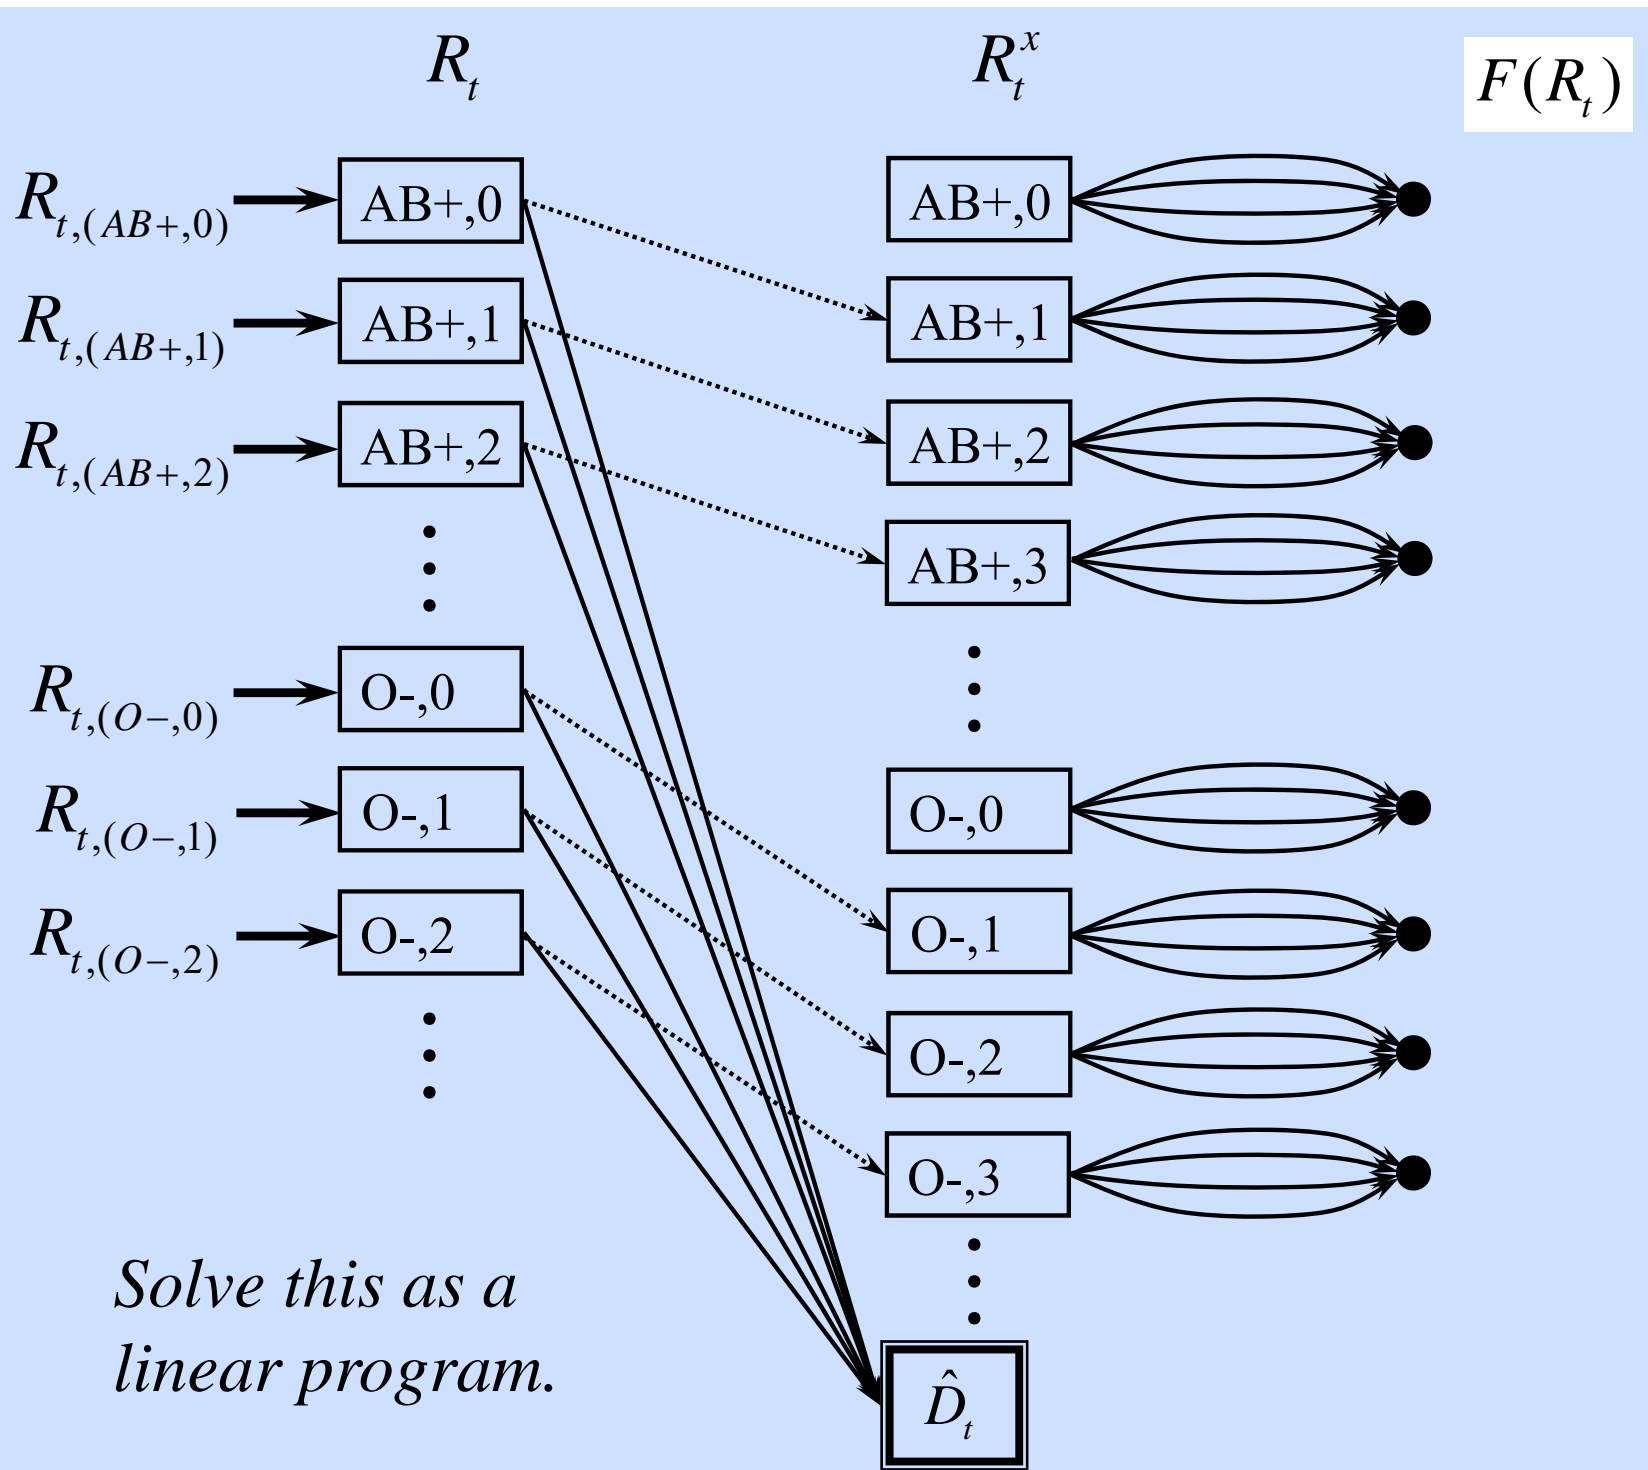 R_t R_t^x F(R_t)
R_{t,(AB+,0)} AB+,0 AB+,0
R_{t,(AB+,1)} AB+,1 AB+,1
R_{t,(AB+,2)} AB+,2 AB+,2
AB+,3
R_{t,(O-,0)} O-,0
R_{t,(O-,1)} O-,1 O-,0
R_{t,(O-,2)} O-,2 O-,1
O-,2
O-,3
Solve this as a
linear program.
\hat{D}_t